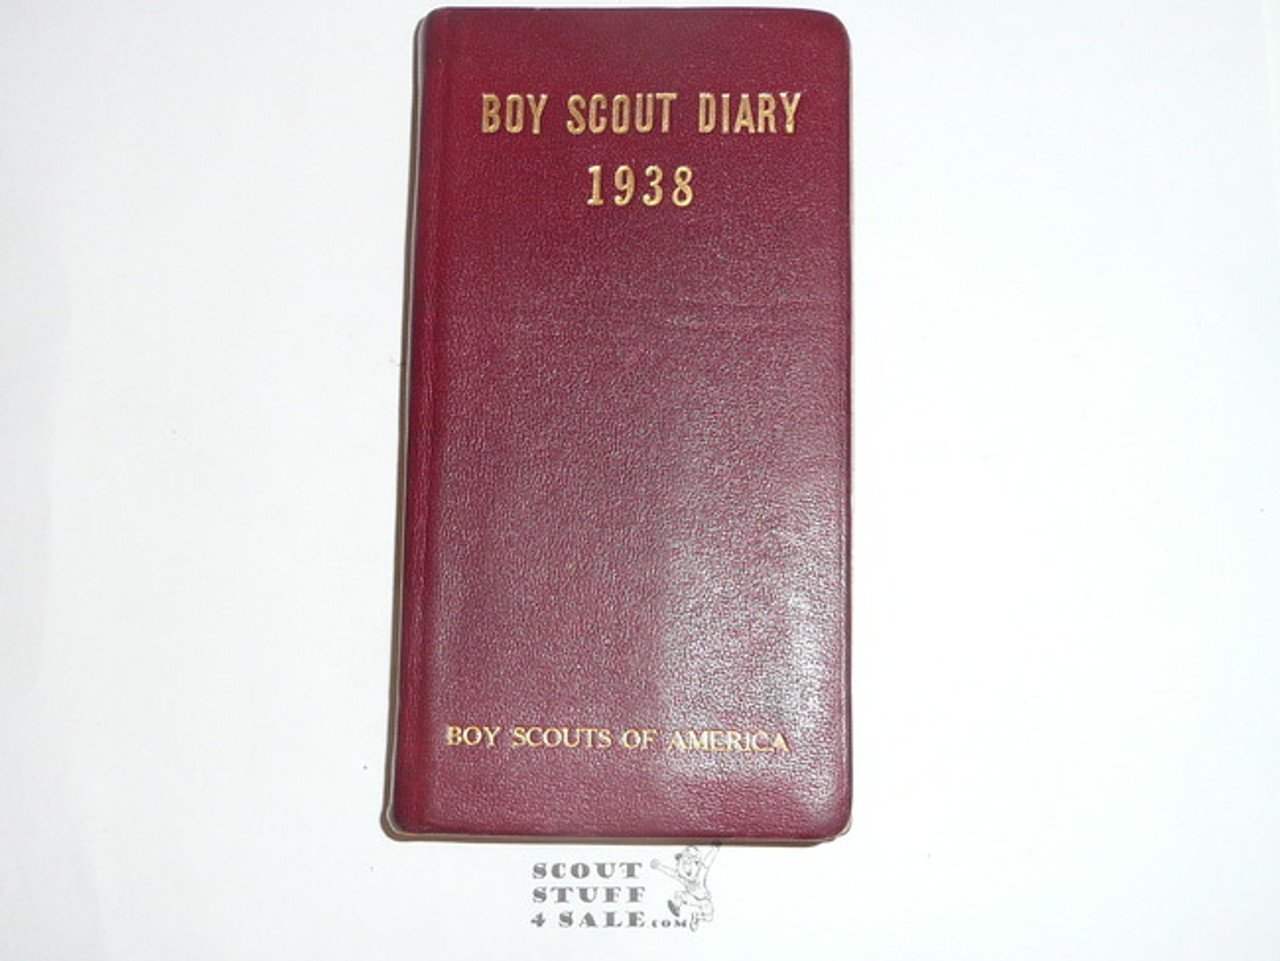 BOY SCOUT DIARY
1938
BOY SCOUTS OF AMERICA
SCOUT
STUFF
4 SALE.COM